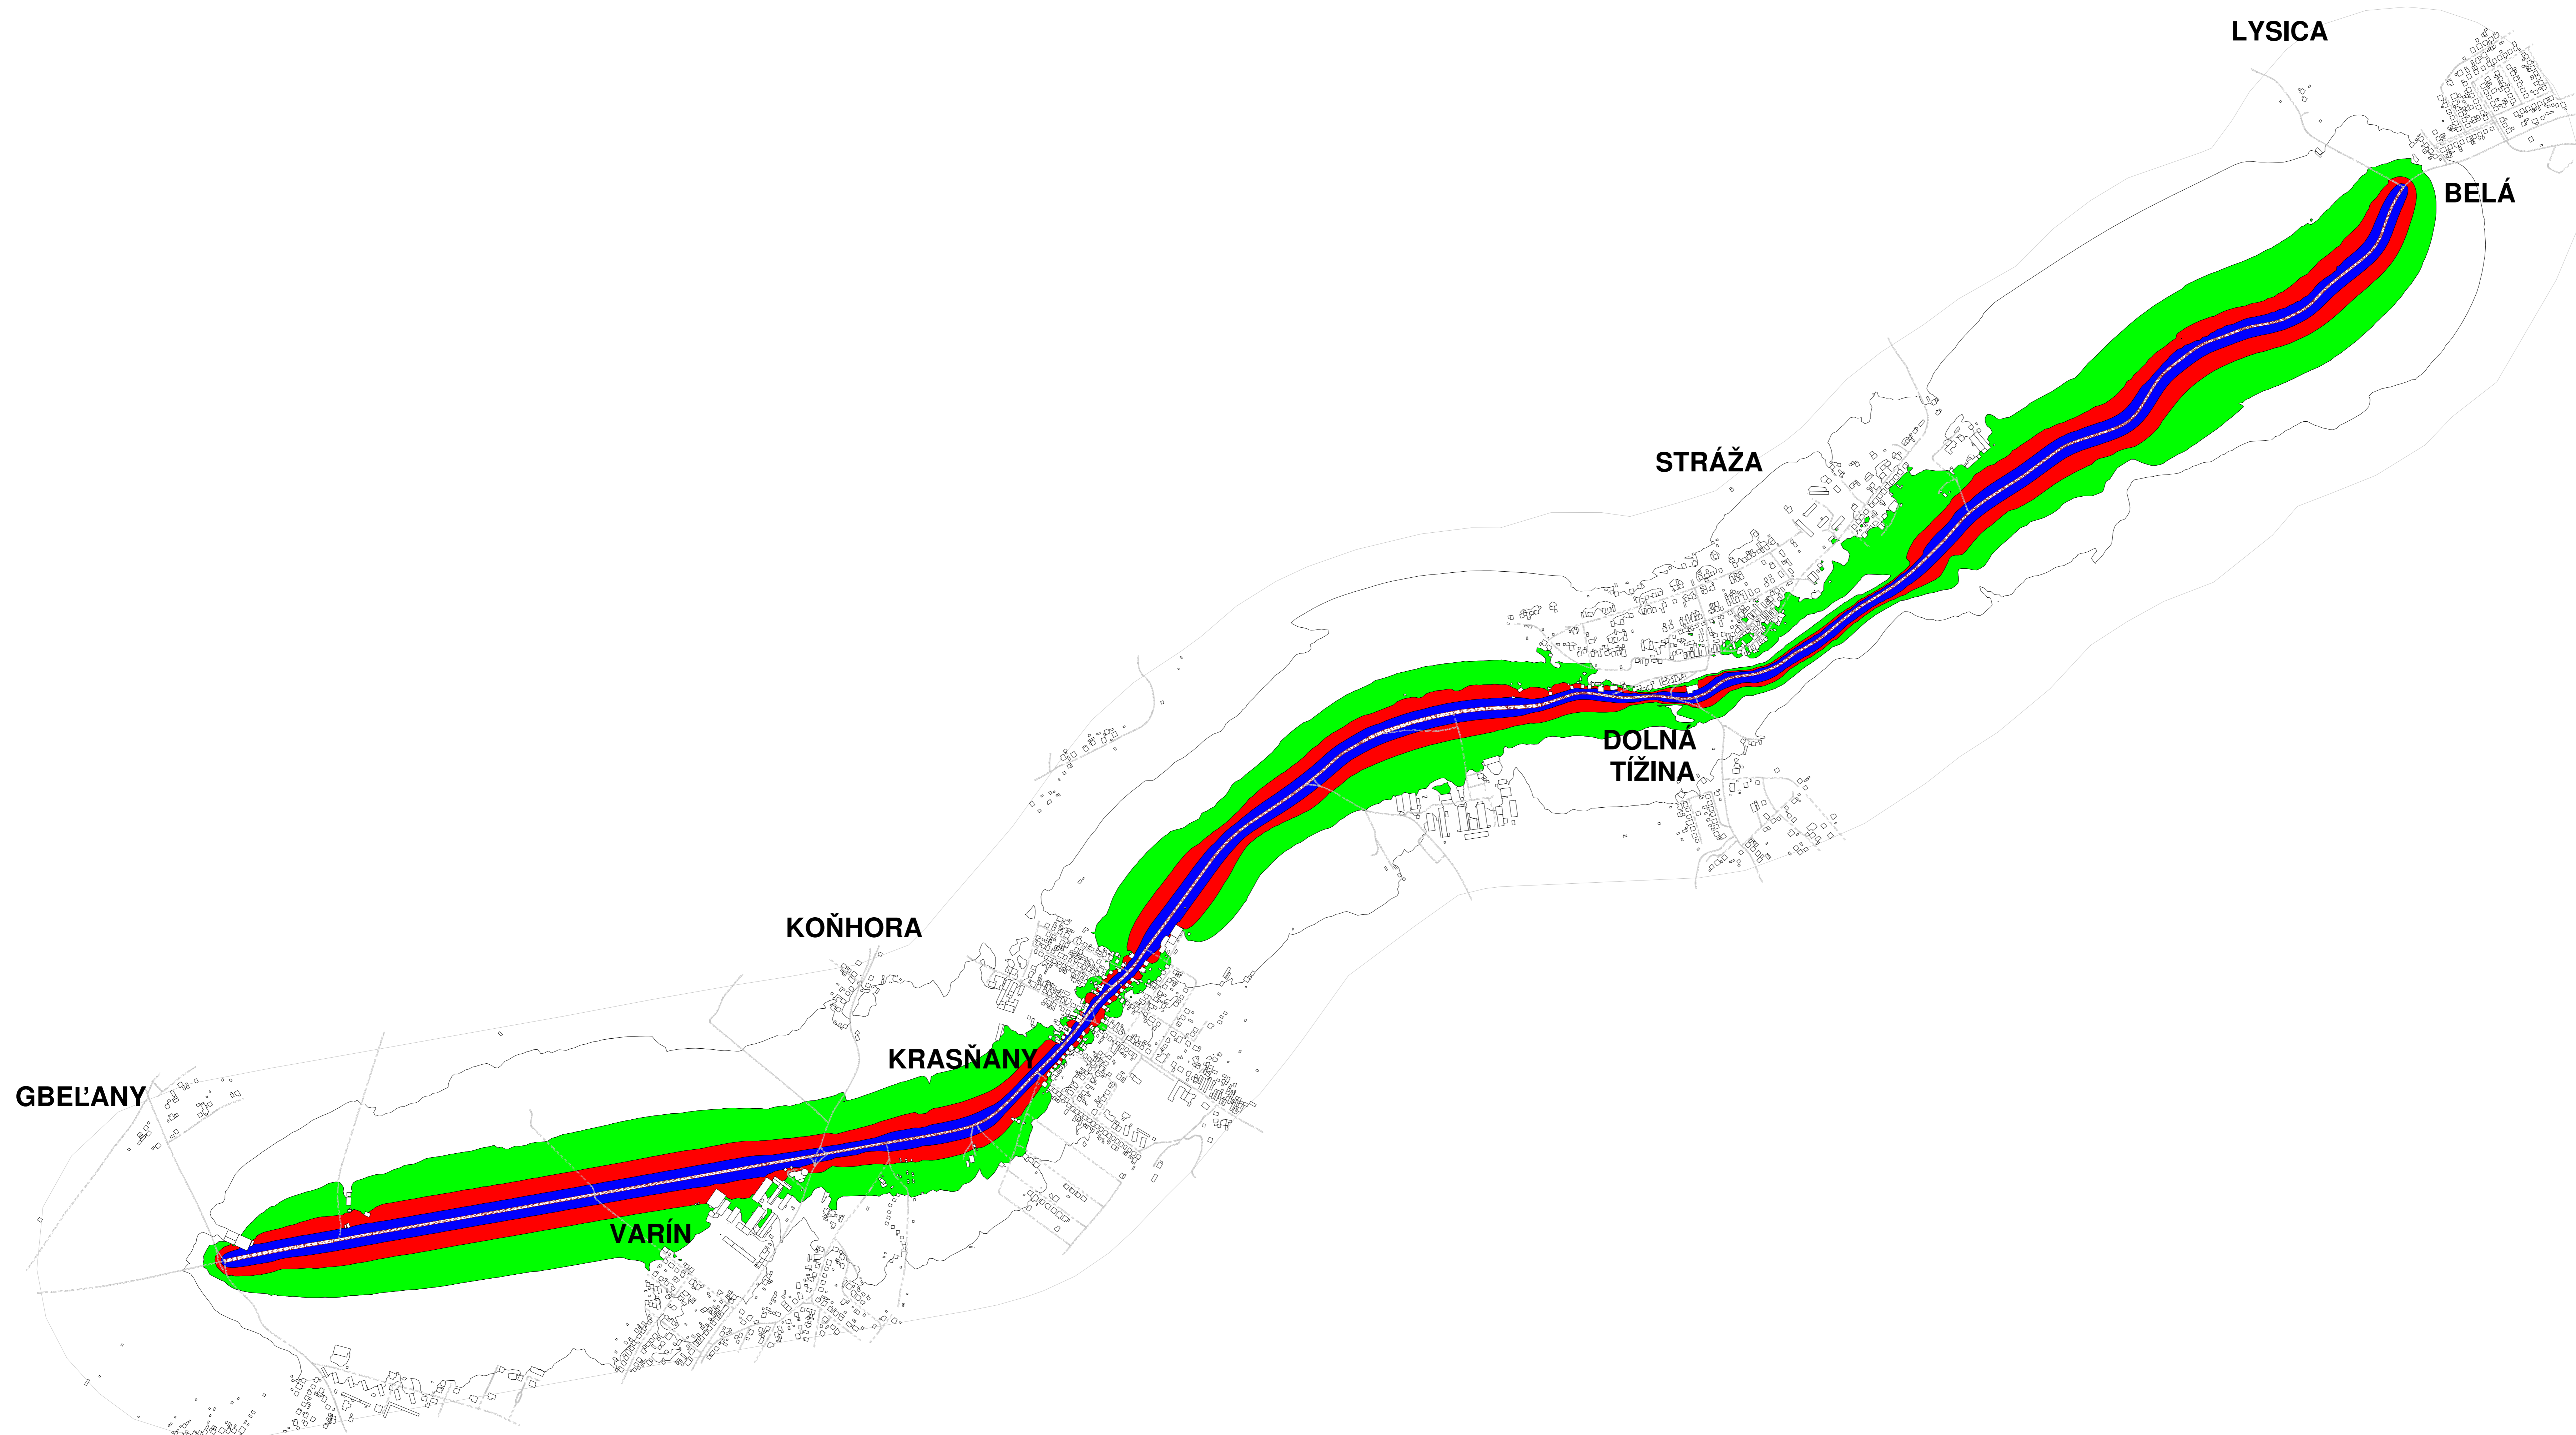 LYSICA
BELÁ
STRÁŽA
DOLNÁ
TÍŽINA
KOŇHORA
KRASŇANY
GBEĽANY
VARÍN